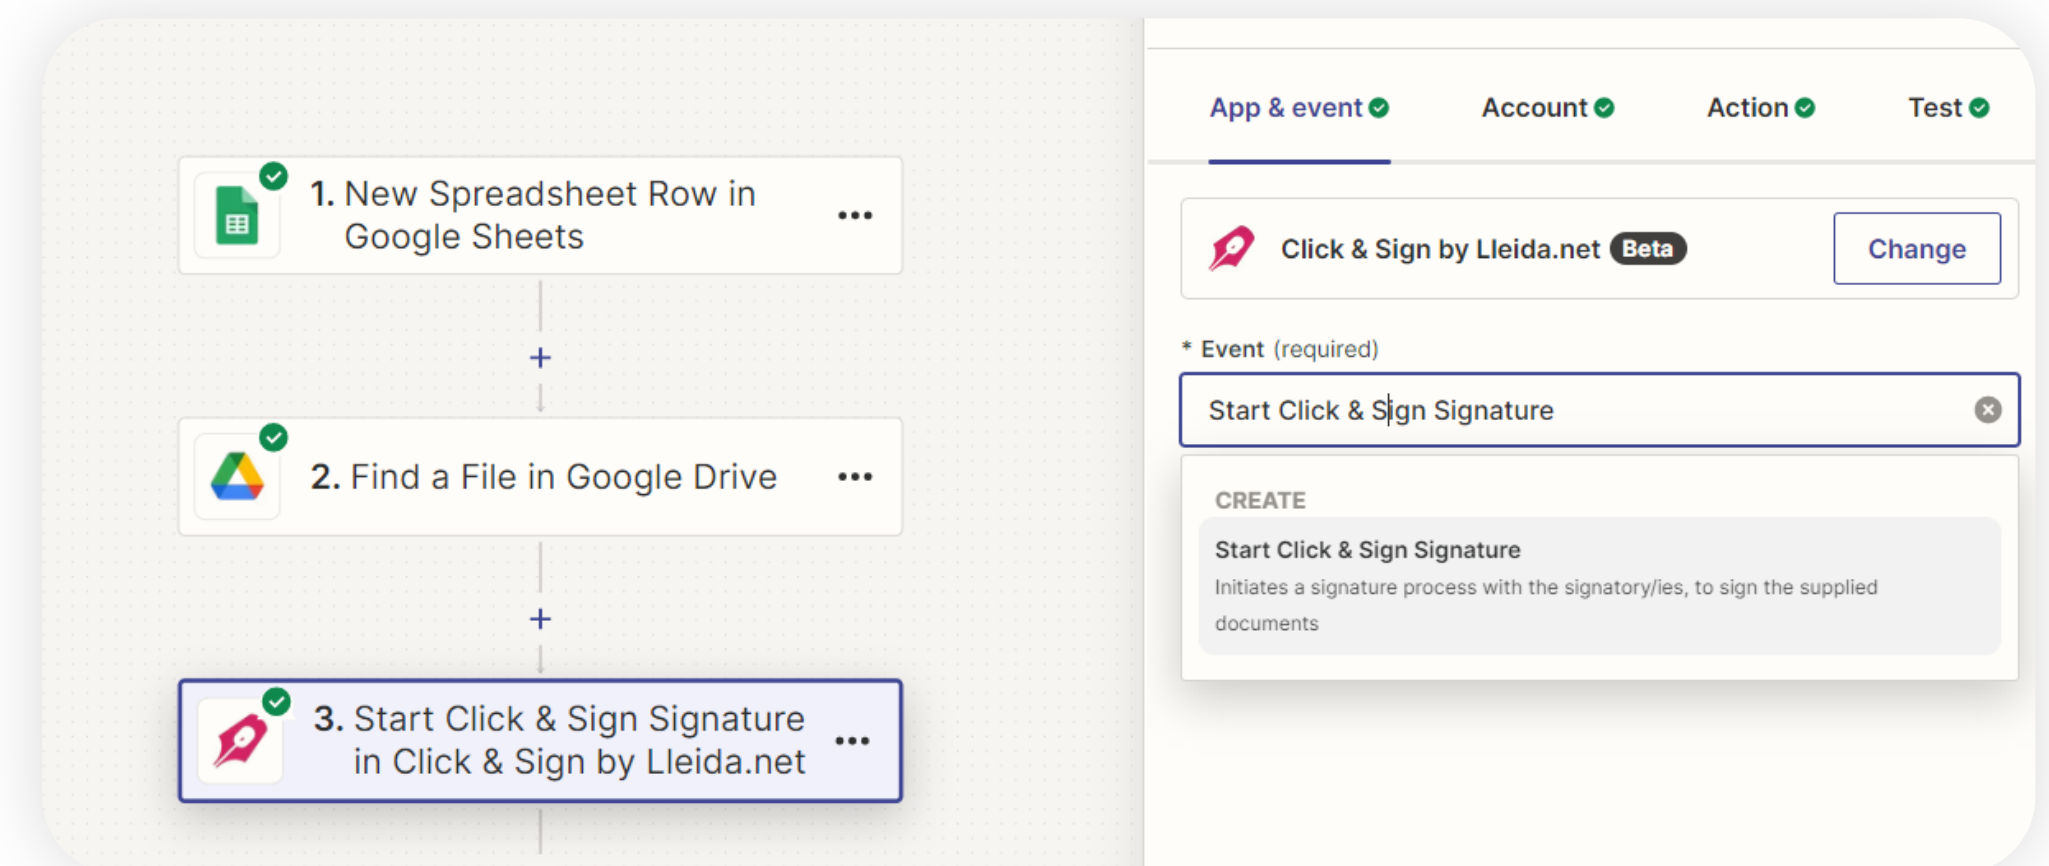 1. New Spreadsheet Row in
Google Sheets
2. Find a File in Google Drive
3. Start Click & Sign Signature
in Click & Sign by Lleida.net
App & event
Account
Action
Test
Click & Sign by Lleida.net Beta
Change
* Event (required)
Start Click & Sign Signature
CREATE
Start Click & Sign Signature
Initiates a signature process with the signatory/ies, to sign the supplied
documents